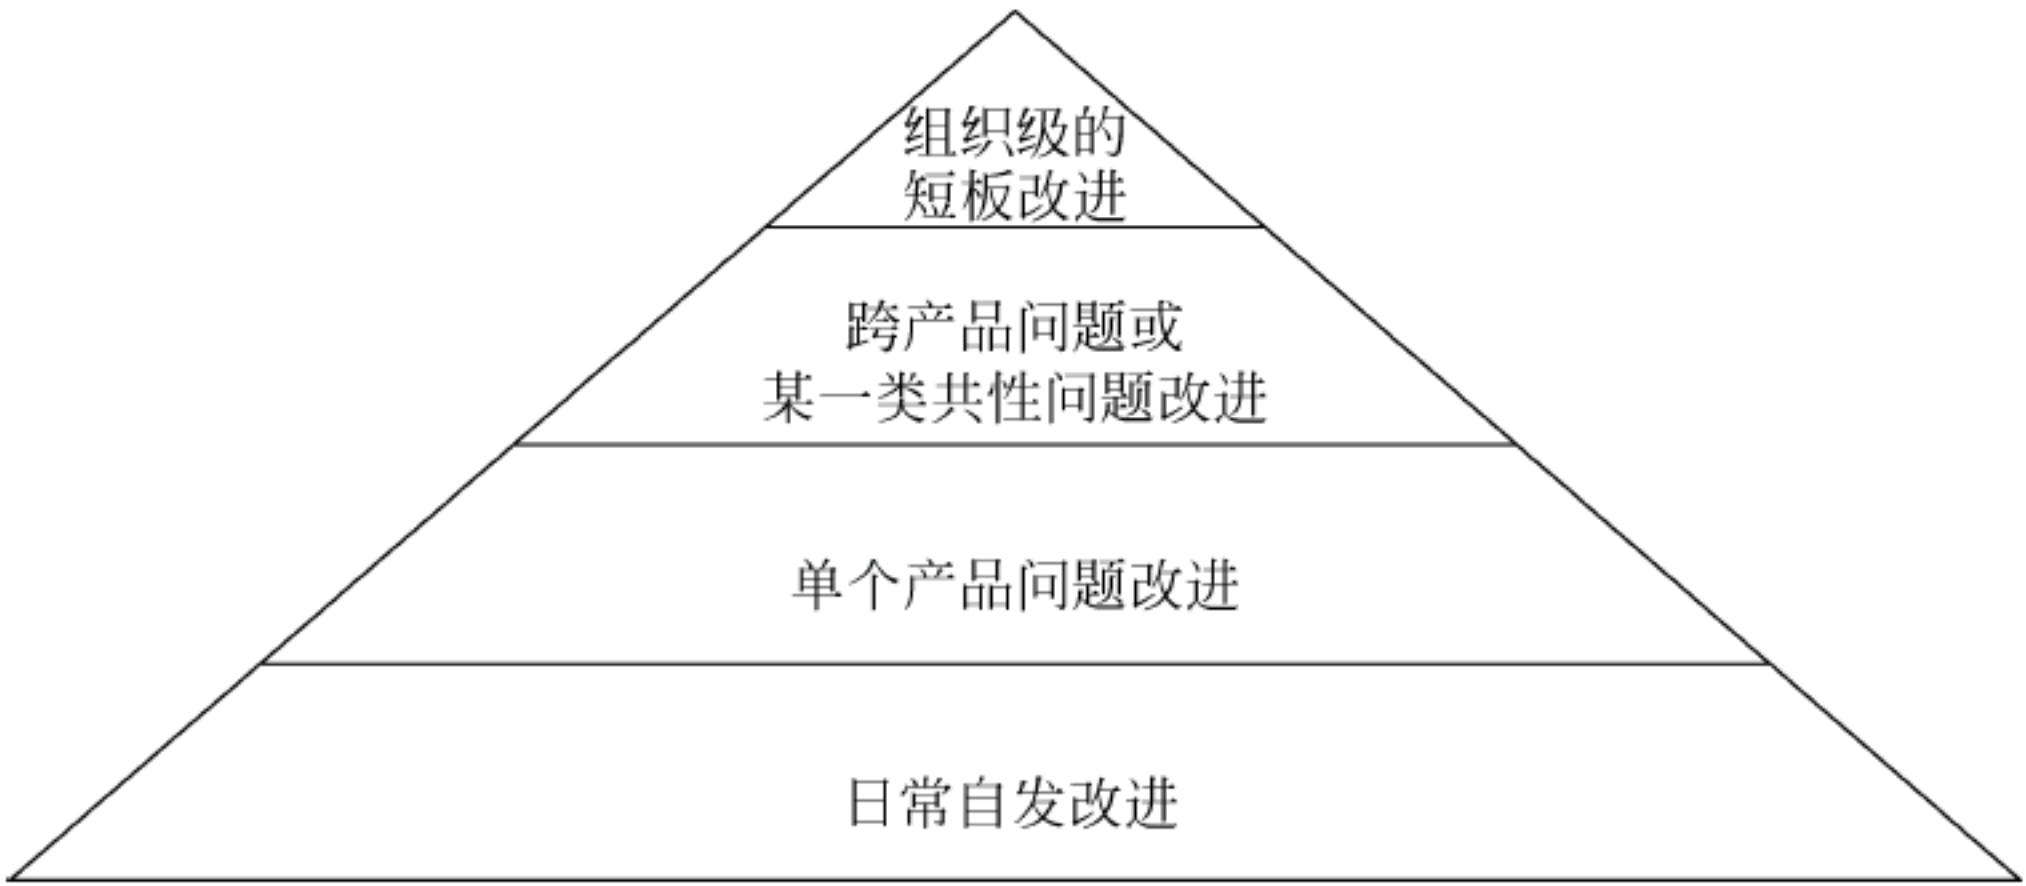 组织级的
短板改进
跨产品问题或
某一类共性问题改进
单个产品问题改进
日常自发改进